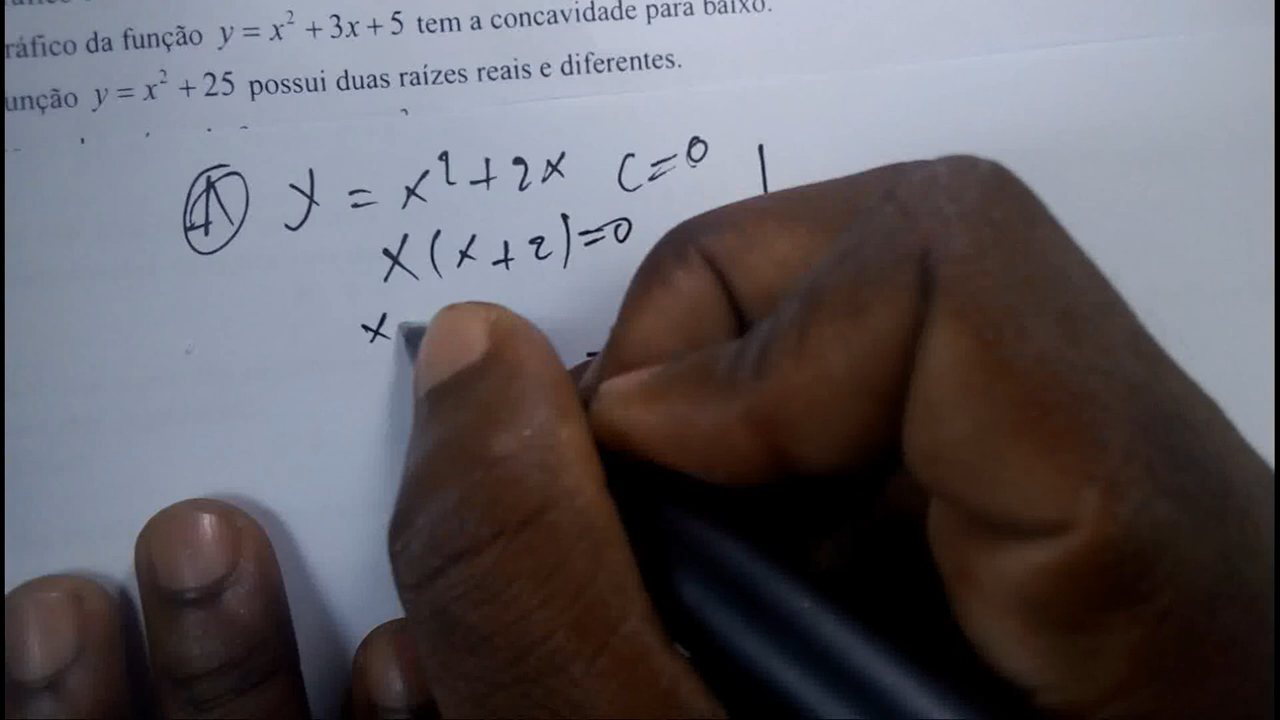 ráfico da função y = x² + 3x + 5 tem a concavidade para baixo.
unção y = x² + 25 possui duas raízes reais e diferentes.
A y = x² + 2x c = 0
x(x + 2) = 0
x